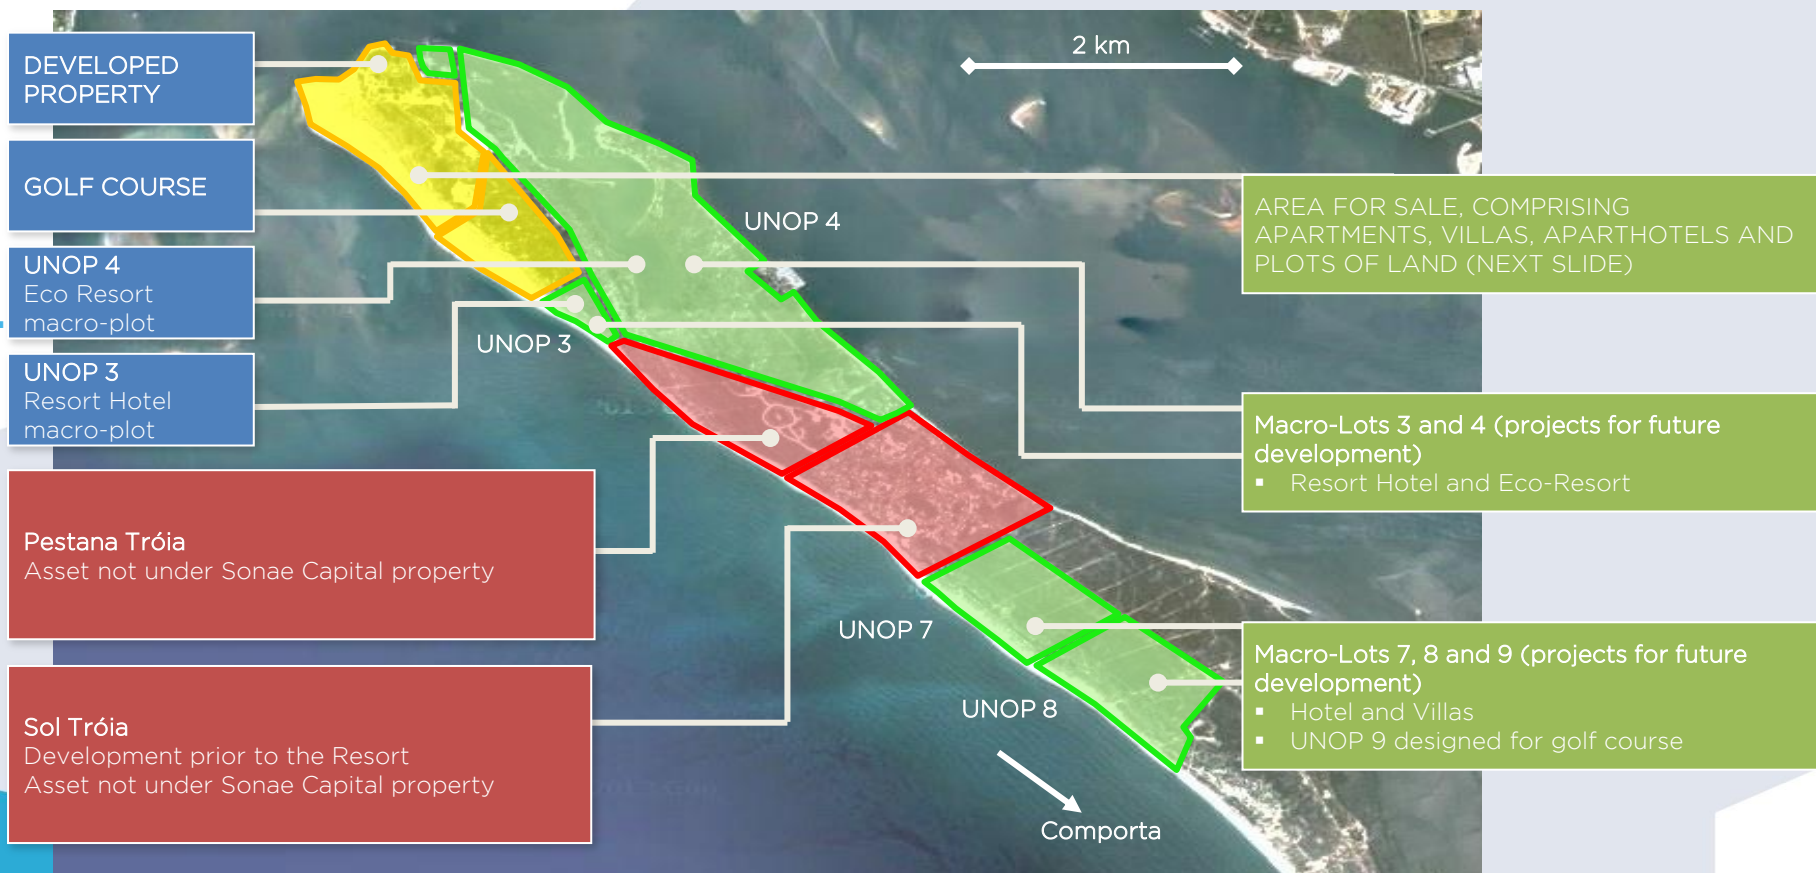 DEVELOPED
PROPERTY
GOLF COURSE
UNOP 4
Eco Resort
macro-plot
UNOP 3
Resort Hotel
macro-plot
Pestana Tróia
Asset not under Sonae Capital property
Sol Tróia
Development prior to the Resort
Asset not under Sonae Capital property
2 km
UNOP 4
UNOP 3
UNOP 7
UNOP 8
Comporta
AREA FOR SALE, COMPRISING
APARTMENTS, VILLAS, APARTHOTELS AND
PLOTS OF LAND (NEXT SLIDE)
Macro-Lots 3 and 4 (projects for future
development)
▪ Resort Hotel and Eco-Resort
Macro-Lots 7, 8 and 9 (projects for future
development)
▪ Hotel and Villas
▪ UNOP 9 designed for golf course